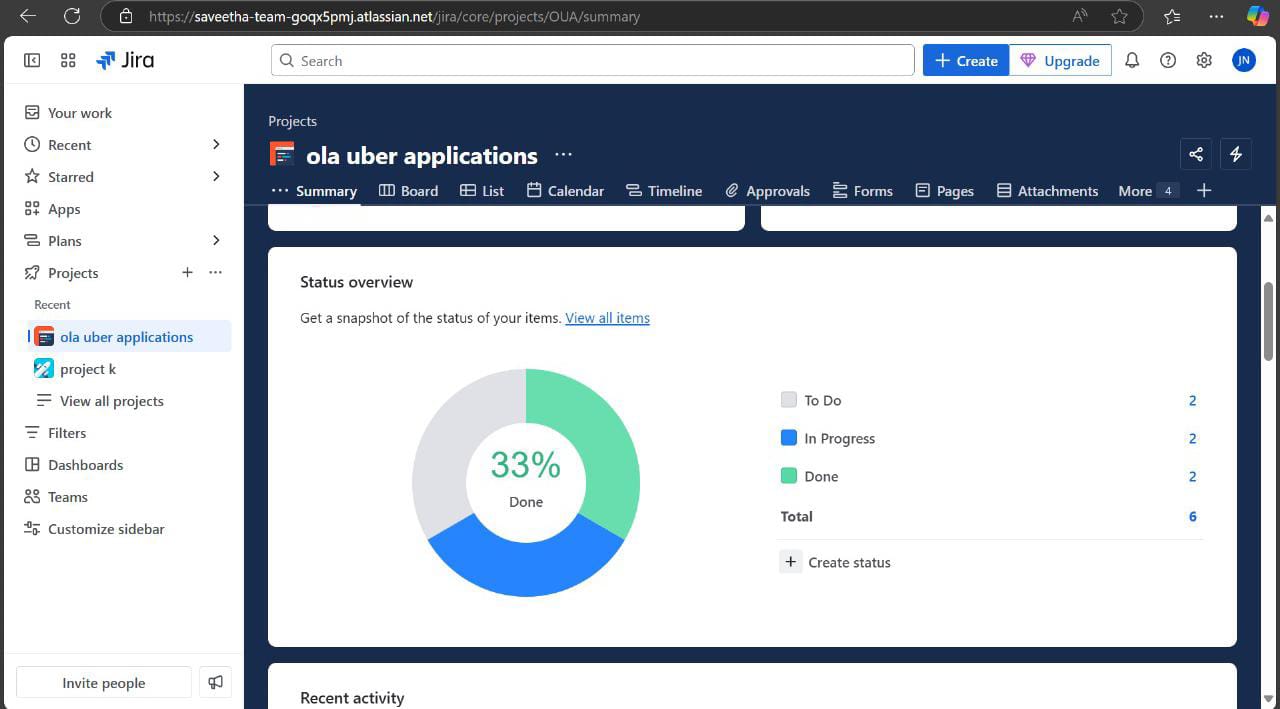 https://saveetha-team-goqx5pmj.atlassian.net/jira/core/projects/OUA/summary
Jira
Search
Create
Upgrade
JN
Your work
Recent
Starred
Apps
Plans
Projects
Recent
ola uber applications
project k
View all projects
Filters
Dashboards
Teams
Customize sidebar
Invite people
Projects
ola uber applications
Summary Board List Calendar Timeline Approvals Forms Pages Attachments More 4
Status overview
Get a snapshot of the status of your items. View all items
33%
Done
To Do 2
In Progress 2
Done 2
Total 6
Create status
Recent activity